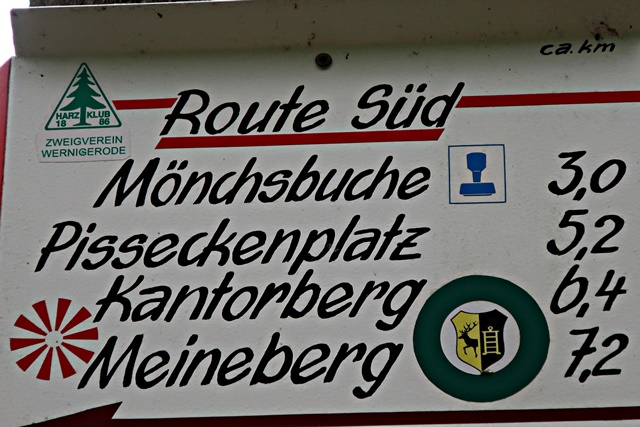 ca. km
HARZ KLUB
18 86
ZWEIGVEREIN
WERNIGERODE
Route Süd
Mönchsbuche 3,0
Pisseckenplatz 5,2
Kantorberg 6,4
Meineberg 7,2